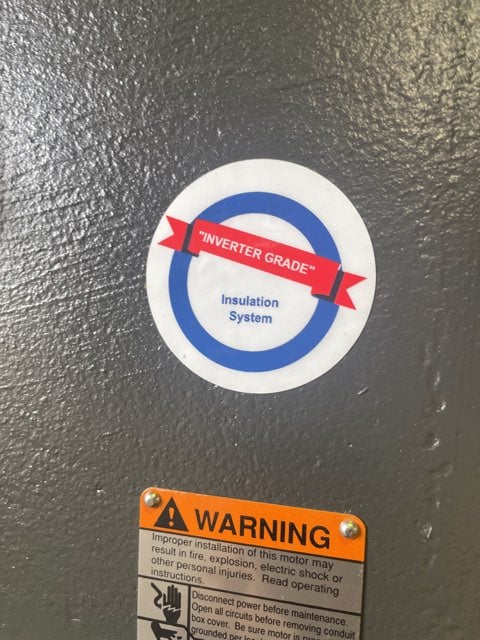 "INVERTER GRADE"
Insulation
System
WARNING
Improper installation of this motor may
result in fire, explosion, electric shock or
other personal injuries. Read operating
instructions.
Disconnect power before maintenance.
Open all circuits before removing conduit
box cover. Be sure motor is
grounded per